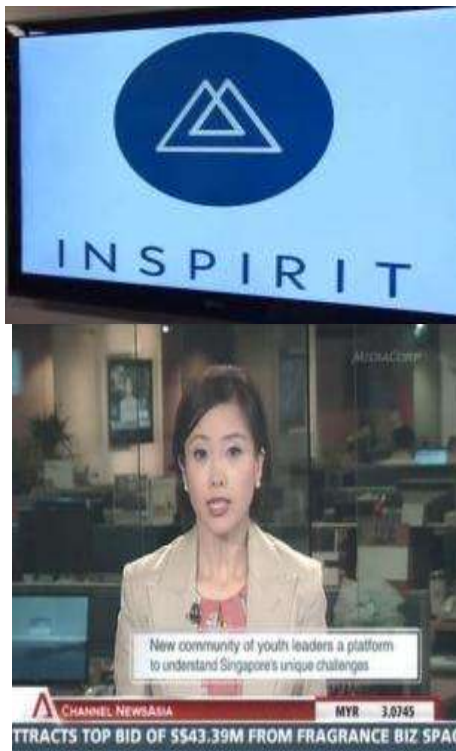 INSPIRIT
MEDIACORP
New community of youth leaders a platform
to understand Singapore's unique challenges
CHANNEL NEWSASIA
MYR 3.0745
TTRACTS TOP BID OF S$43.39M FROM FRAGRANCE BIZ SPAC